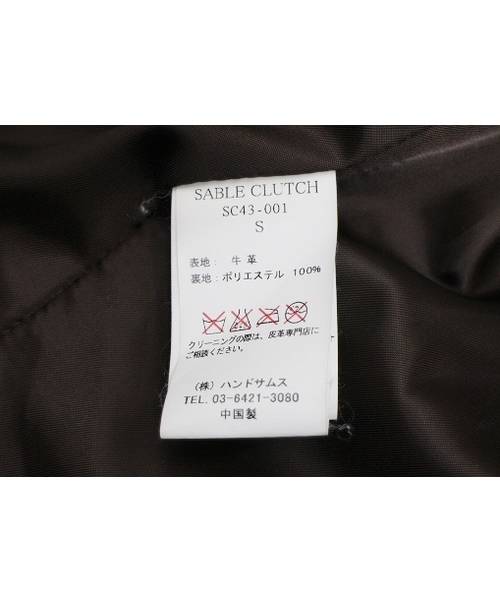 SABLE CLUTCH
SC43-001
S
表地: 牛革
裏地: ポリエステル 100%
クリーニングの際は、皮革専門店に
ご相談ください。
(株) ハンドサムス
TEL. 03-6421-3080
中国製